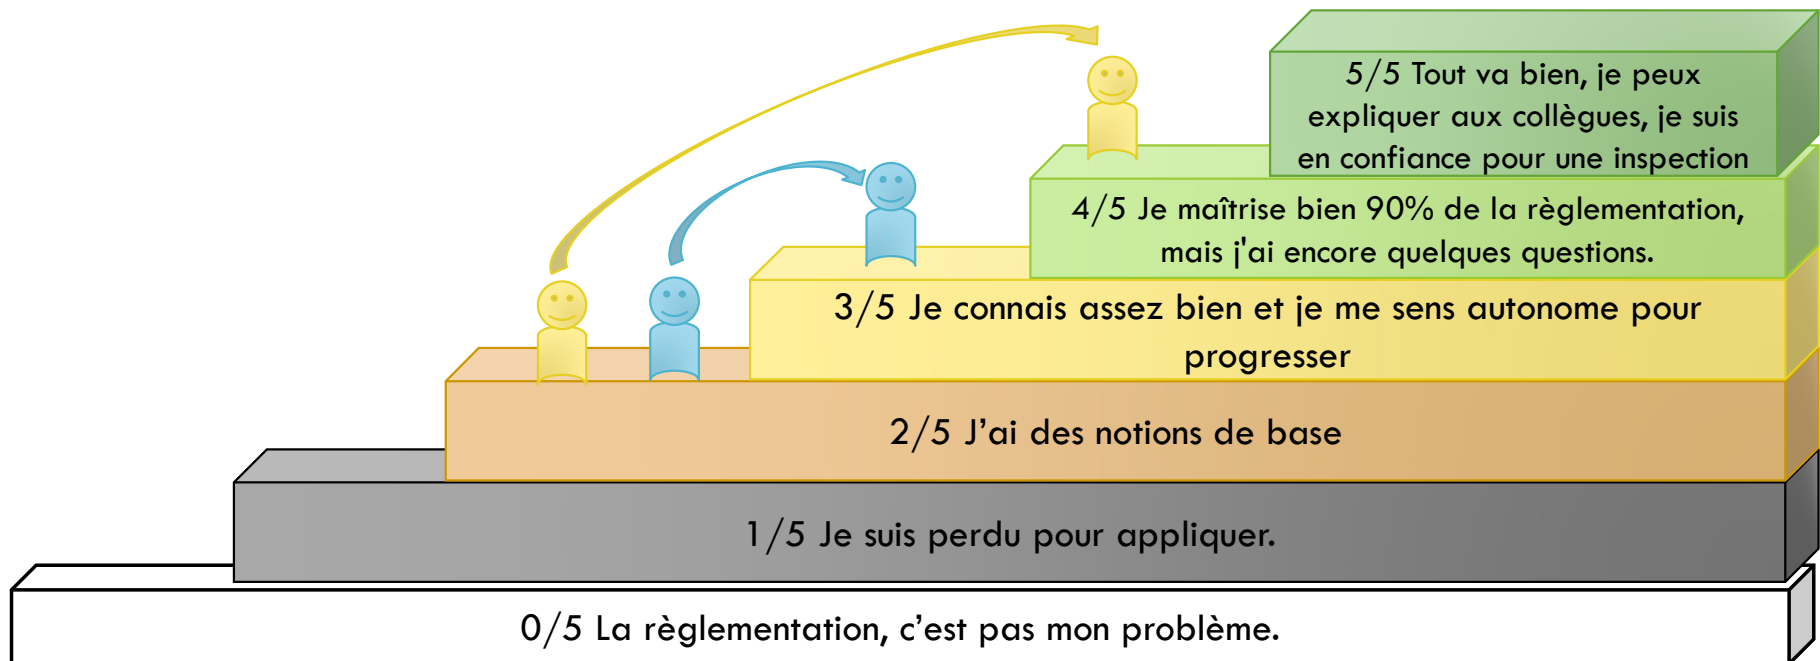 5/5 Tout va bien, je peux
expliquer aux collègues, je suis
en confiance pour une inspection
4/5 Je maîtrise bien 90% de la règlementation,
mais j'ai encore quelques questions.
3/5 Je connais assez bien et je me sens autonome pour
progresser
2/5 J’ai des notions de base
1/5 Je suis perdu pour appliquer.
0/5 La règlementation, c’est pas mon problème.